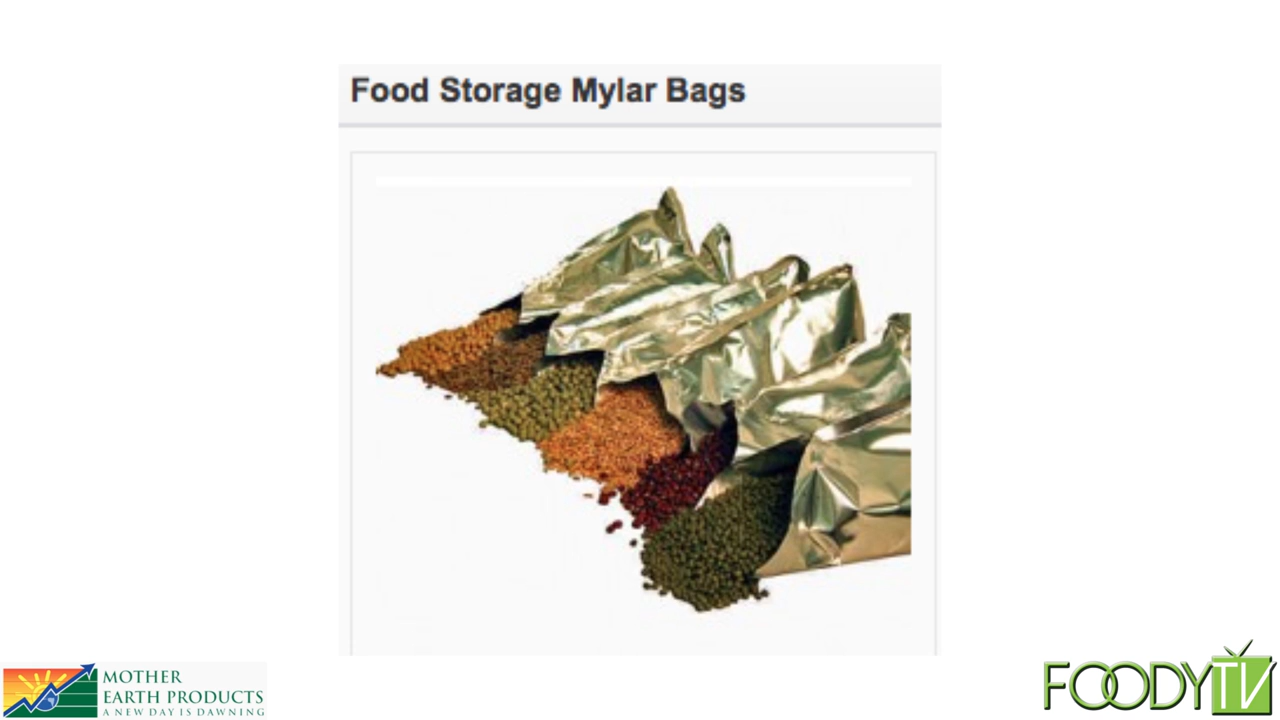 Food Storage Mylar Bags
MOTHER
EARTH PRODUCTS
A NEW DAY IS DAWNING
FOODYTV